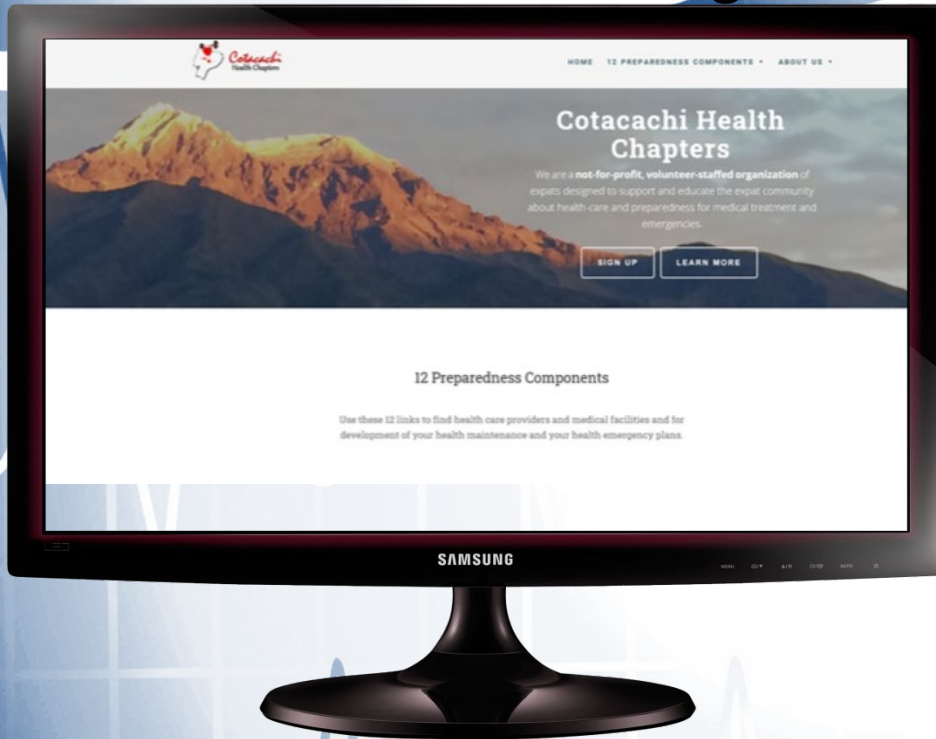 Cotacachi
Health Chapters
HOME 12 PREPAREDNESS COMPONENTS ABOUT US
Cotacachi Health
Chapters
We are a not-for-profit, volunteer-staffed organization of
expats designed to support and educate the expat community
about health-care and preparedness for medical treatment and
emergencies.
SIGN UP LEARN MORE
12 Preparedness Components
Use these 12 links to find health care providers and medical facilities and for
development of your health maintenance and your health emergency plans.
SAMSUNG
MENU AUTO